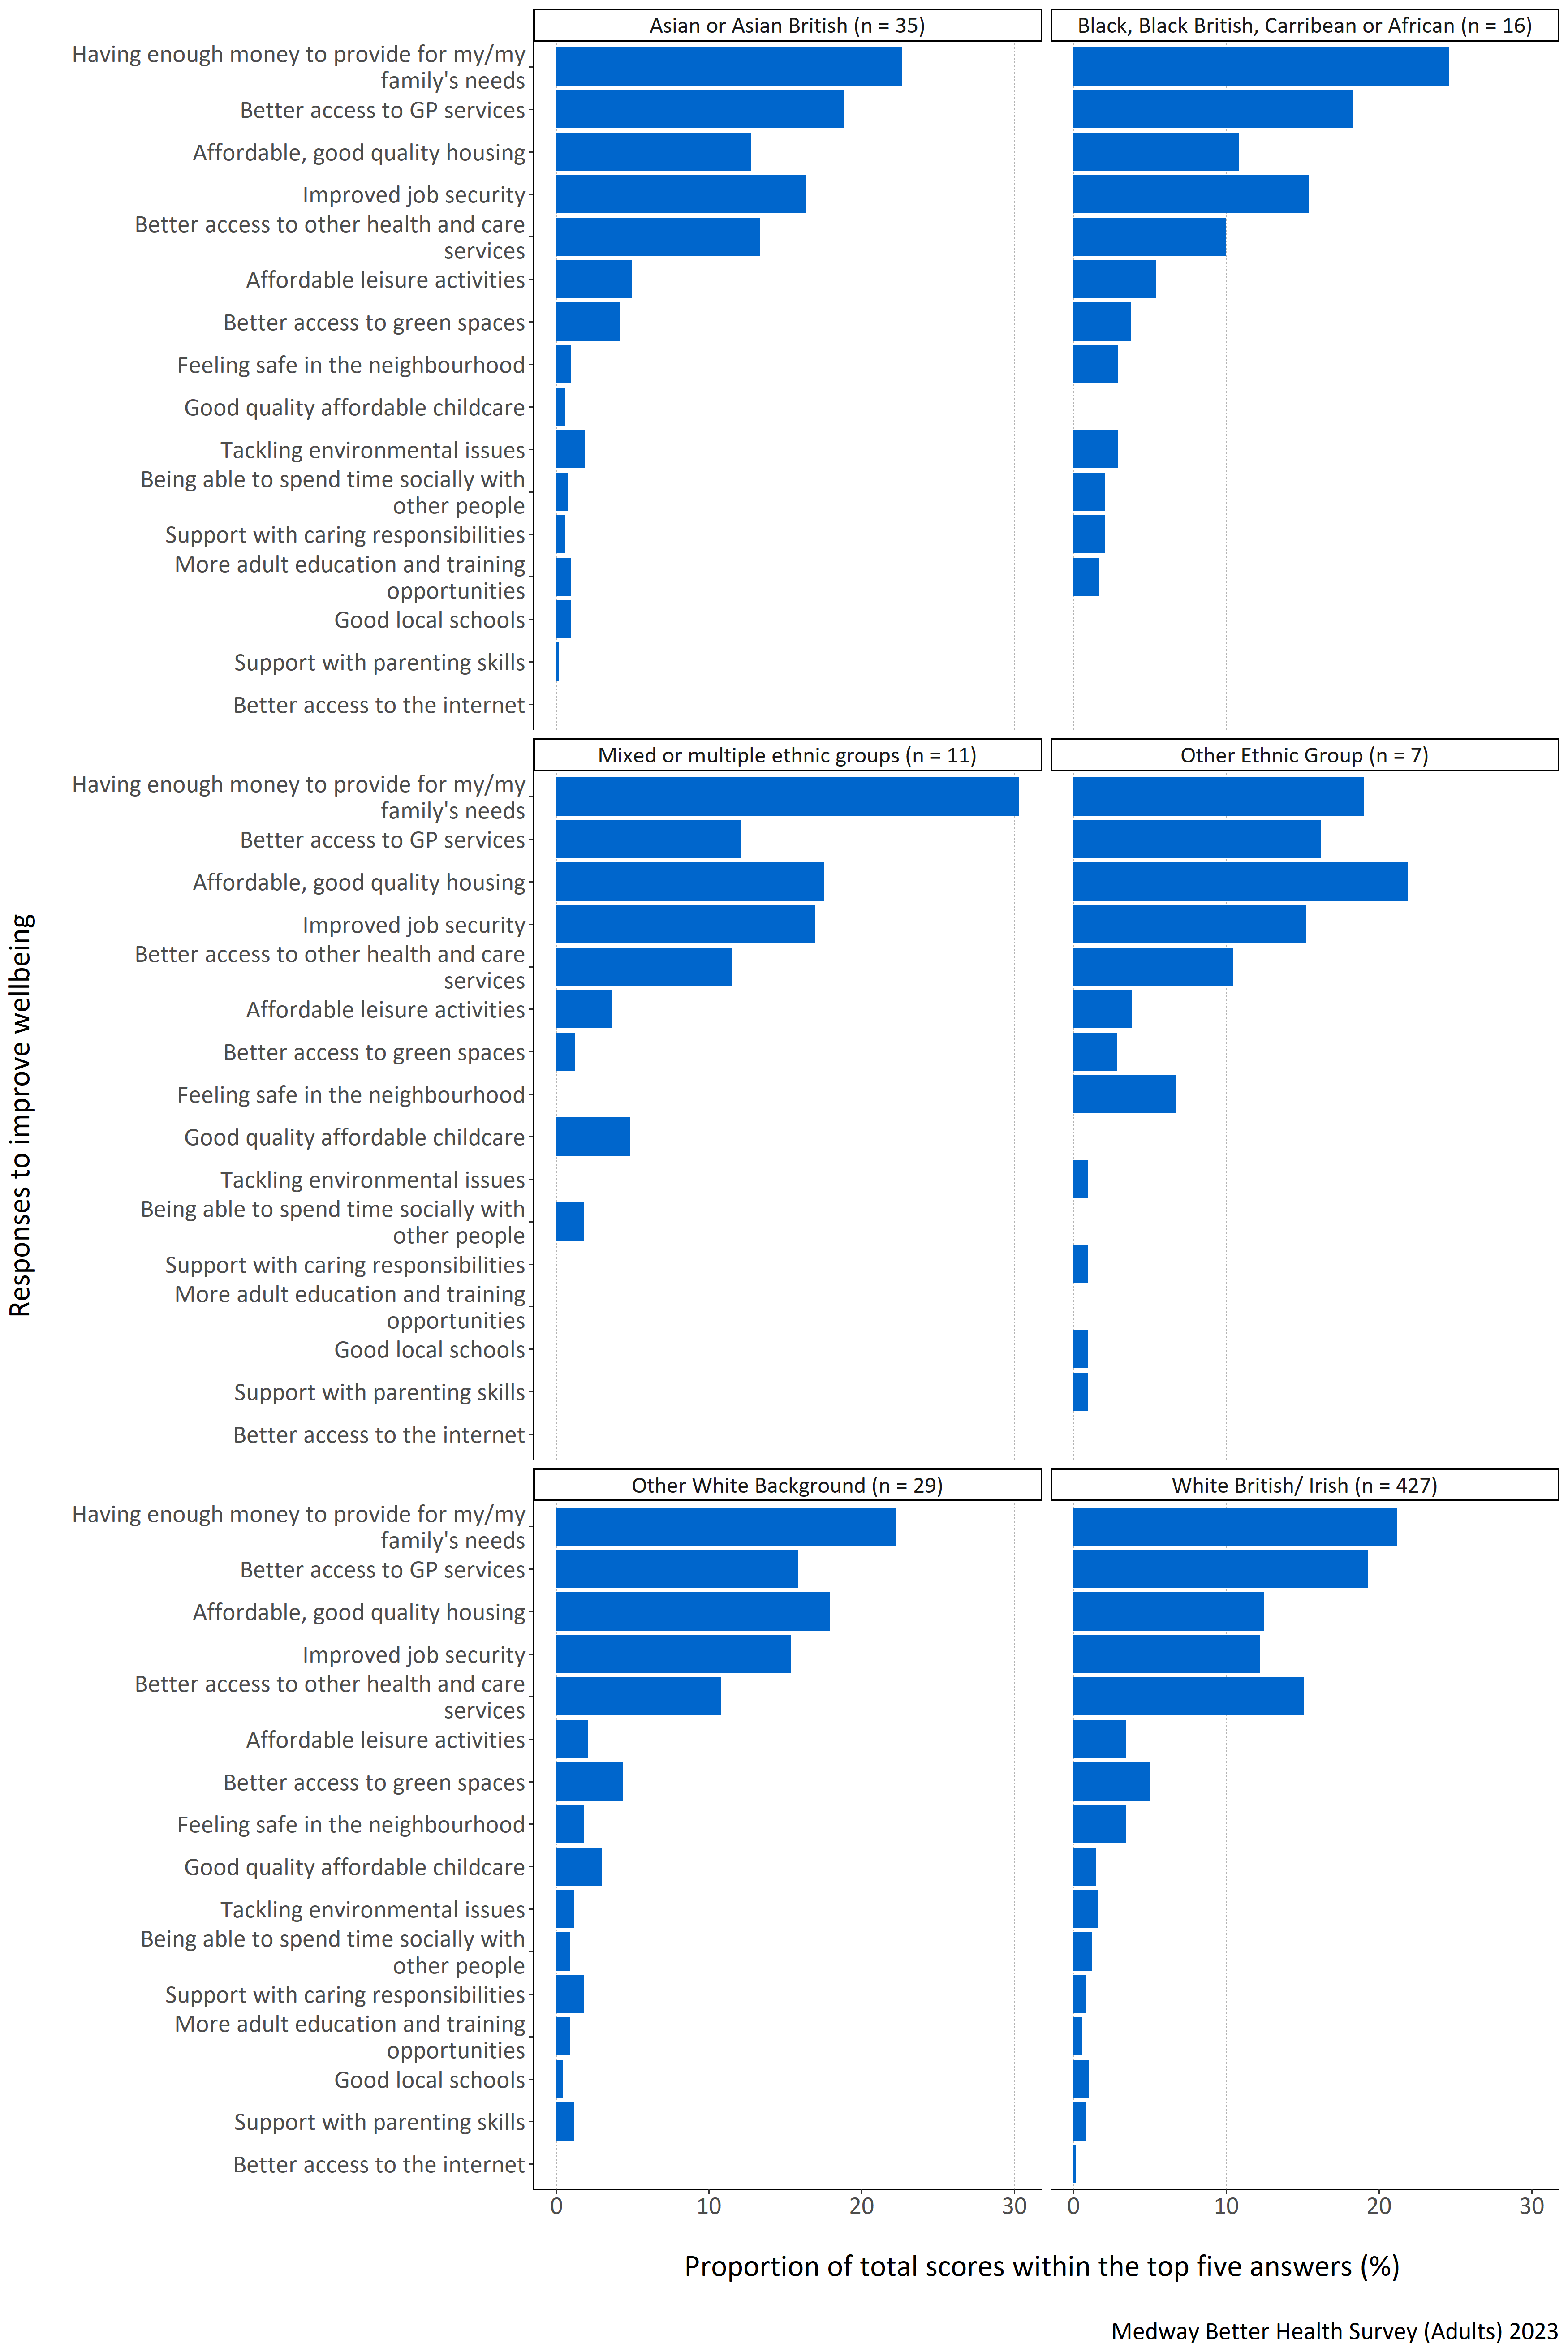 Asian or Asian British (n = 35)
Black, Black British, Carribean or African (n = 16)
Having enough money to provide for my/my
family's needs
Better access to GP services
Affordable, good quality housing
Improved job security
Better access to other health and care
services
Affordable leisure activities
Better access to green spaces
Feeling safe in the neighbourhood
Good quality affordable childcare
Tackling environmental issues
Being able to spend time socially with
other people
Support with caring responsibilities
More adult education and training
opportunities
Good local schools
Support with parenting skills
Better access to the internet
Mixed or multiple ethnic groups (n = 11)
Other Ethnic Group (n = 7)
Having enough money to provide for my/my
family's needs
Better access to GP services
Affordable, good quality housing
Improved job security
Better access to other health and care
services
Affordable leisure activities
Better access to green spaces
Feeling safe in the neighbourhood
Good quality affordable childcare
Tackling environmental issues
Being able to spend time socially with
other people
Support with caring responsibilities
More adult education and training
opportunities
Good local schools
Support with parenting skills
Better access to the internet
Other White Background (n = 29)
White British/ Irish (n = 427)
Having enough money to provide for my/my
family's needs
Better access to GP services
Affordable, good quality housing
Improved job security
Better access to other health and care
services
Affordable leisure activities
Better access to green spaces
Feeling safe in the neighbourhood
Good quality affordable childcare
Tackling environmental issues
Being able to spend time socially with
other people
Support with caring responsibilities
More adult education and training
opportunities
Good local schools
Support with parenting skills
Better access to the internet
0 10 20 30
0 10 20 30
Responses to improve wellbeing
Proportion of total scores within the top five answers (%)
Medway Better Health Survey (Adults) 2023